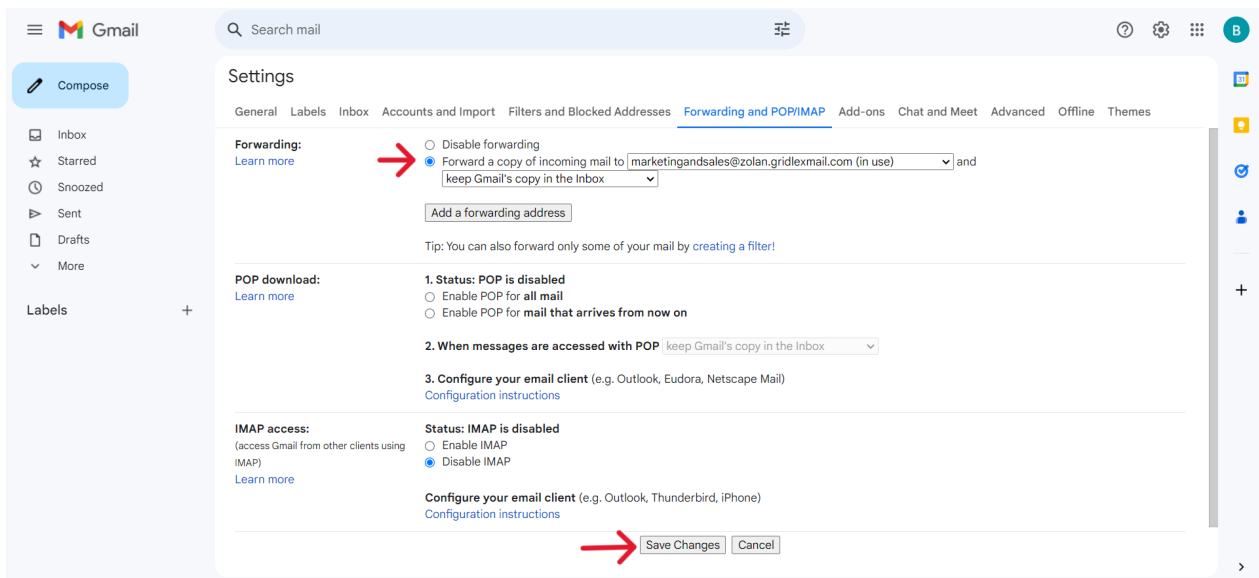 Gmail
Search mail
B
Compose
Inbox
Starred
Snoozed
Sent
Drafts
More
Labels
Settings
General Labels Inbox Accounts and Import Filters and Blocked Addresses Forwarding and POP/IMAP Add-ons Chat and Meet Advanced Offline Themes
Forwarding:
Learn more
Disable forwarding
Forward a copy of incoming mail to marketingandsales@zolan.gridlexmail.com (in use) and
keep Gmail's copy in the Inbox
Add a forwarding address
Tip: You can also forward only some of your mail by creating a filter!
POP download:
Learn more
1. Status: POP is disabled
Enable POP for all mail
Enable POP for mail that arrives from now on
2. When messages are accessed with POP keep Gmail's copy in the Inbox
3. Configure your email client (e.g. Outlook, Eudora, Netscape Mail)
Configuration instructions
IMAP access:
(access Gmail from other clients using
IMAP)
Learn more
Status: IMAP is disabled
Enable IMAP
Disable IMAP
Configure your email client (e.g. Outlook, Thunderbird, iPhone)
Configuration instructions
Save Changes Cancel
31